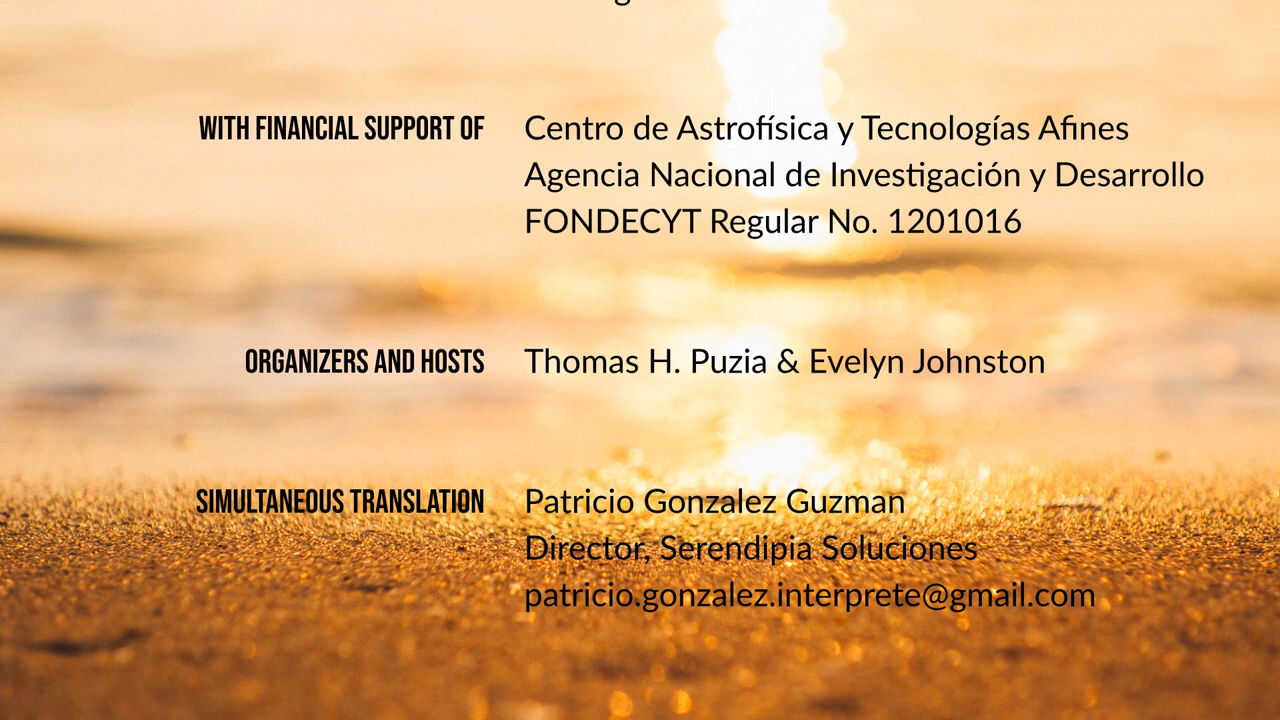 WITH FINANCIAL SUPPORT OF Centro de Astrofísica y Tecnologías Afines
Agencia Nacional de Investigación y Desarrollo
FONDECYT Regular No. 1201016
ORGANIZERS AND HOSTS Thomas H. Puzia & Evelyn Johnston
SIMULTANEOUS TRANSLATION Patricio Gonzalez Guzman
Director, Serendipia Soluciones
patricio.gonzalez.interprete@gmail.com